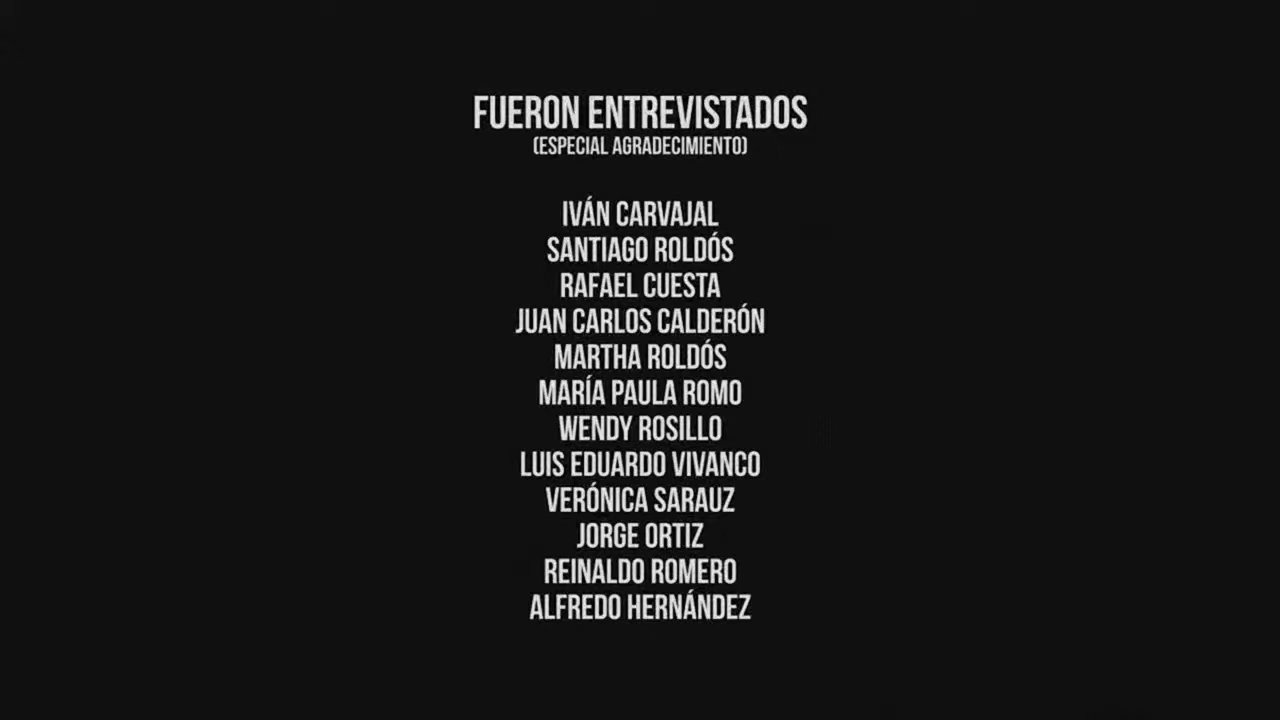 FUERON ENTREVISTADOS
(ESPECIAL AGRADECIMIENTO)
IVÁN CARVAJAL
SANTIAGO ROLDÓS
RAFAEL CUESTA
JUAN CARLOS CALDERÓN
MARTHA ROLDÓS
MARÍA PAULA ROMO
WENDY ROSILLO
LUIS EDUARDO VIVANCO
VERÓNICA SARAUZ
JORGE ORTIZ
REINALDO ROMERO
ALFREDO HERNÁNDEZ